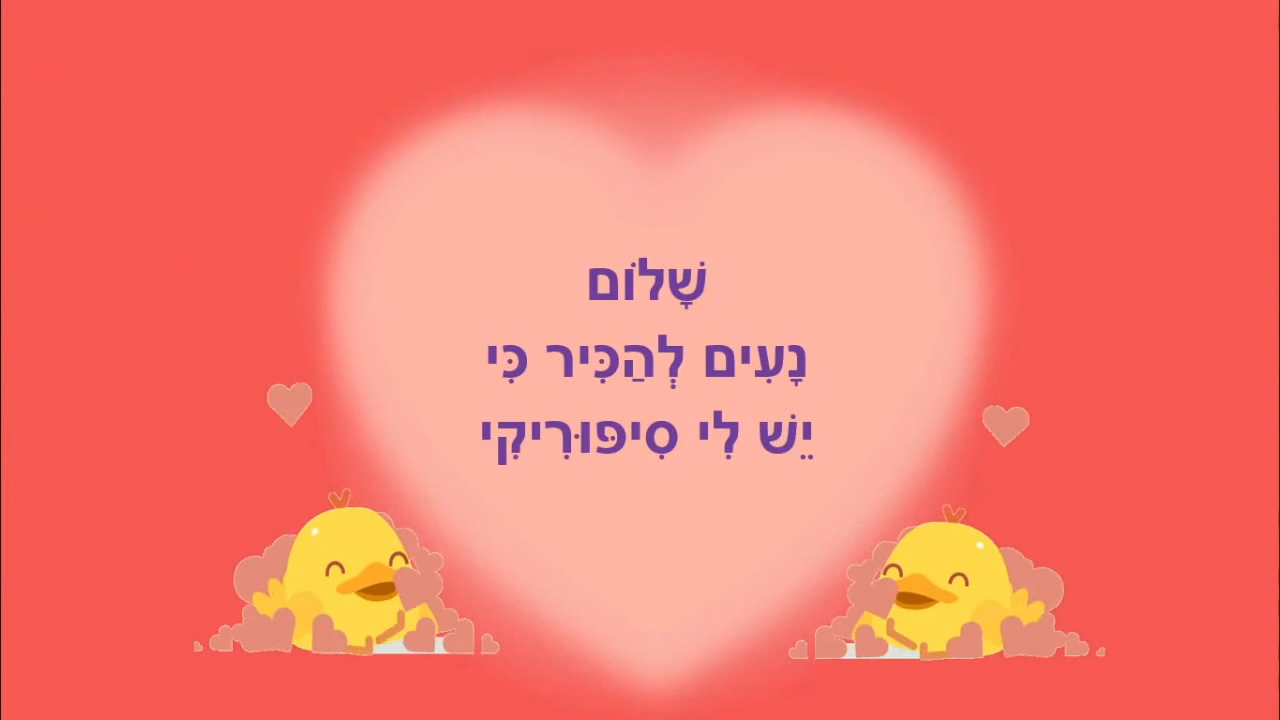 שָׁלוֹם
נָעִים לְהַכִּיר כִּי
יֵשׁ לִי סִיפּוּרִיקִי